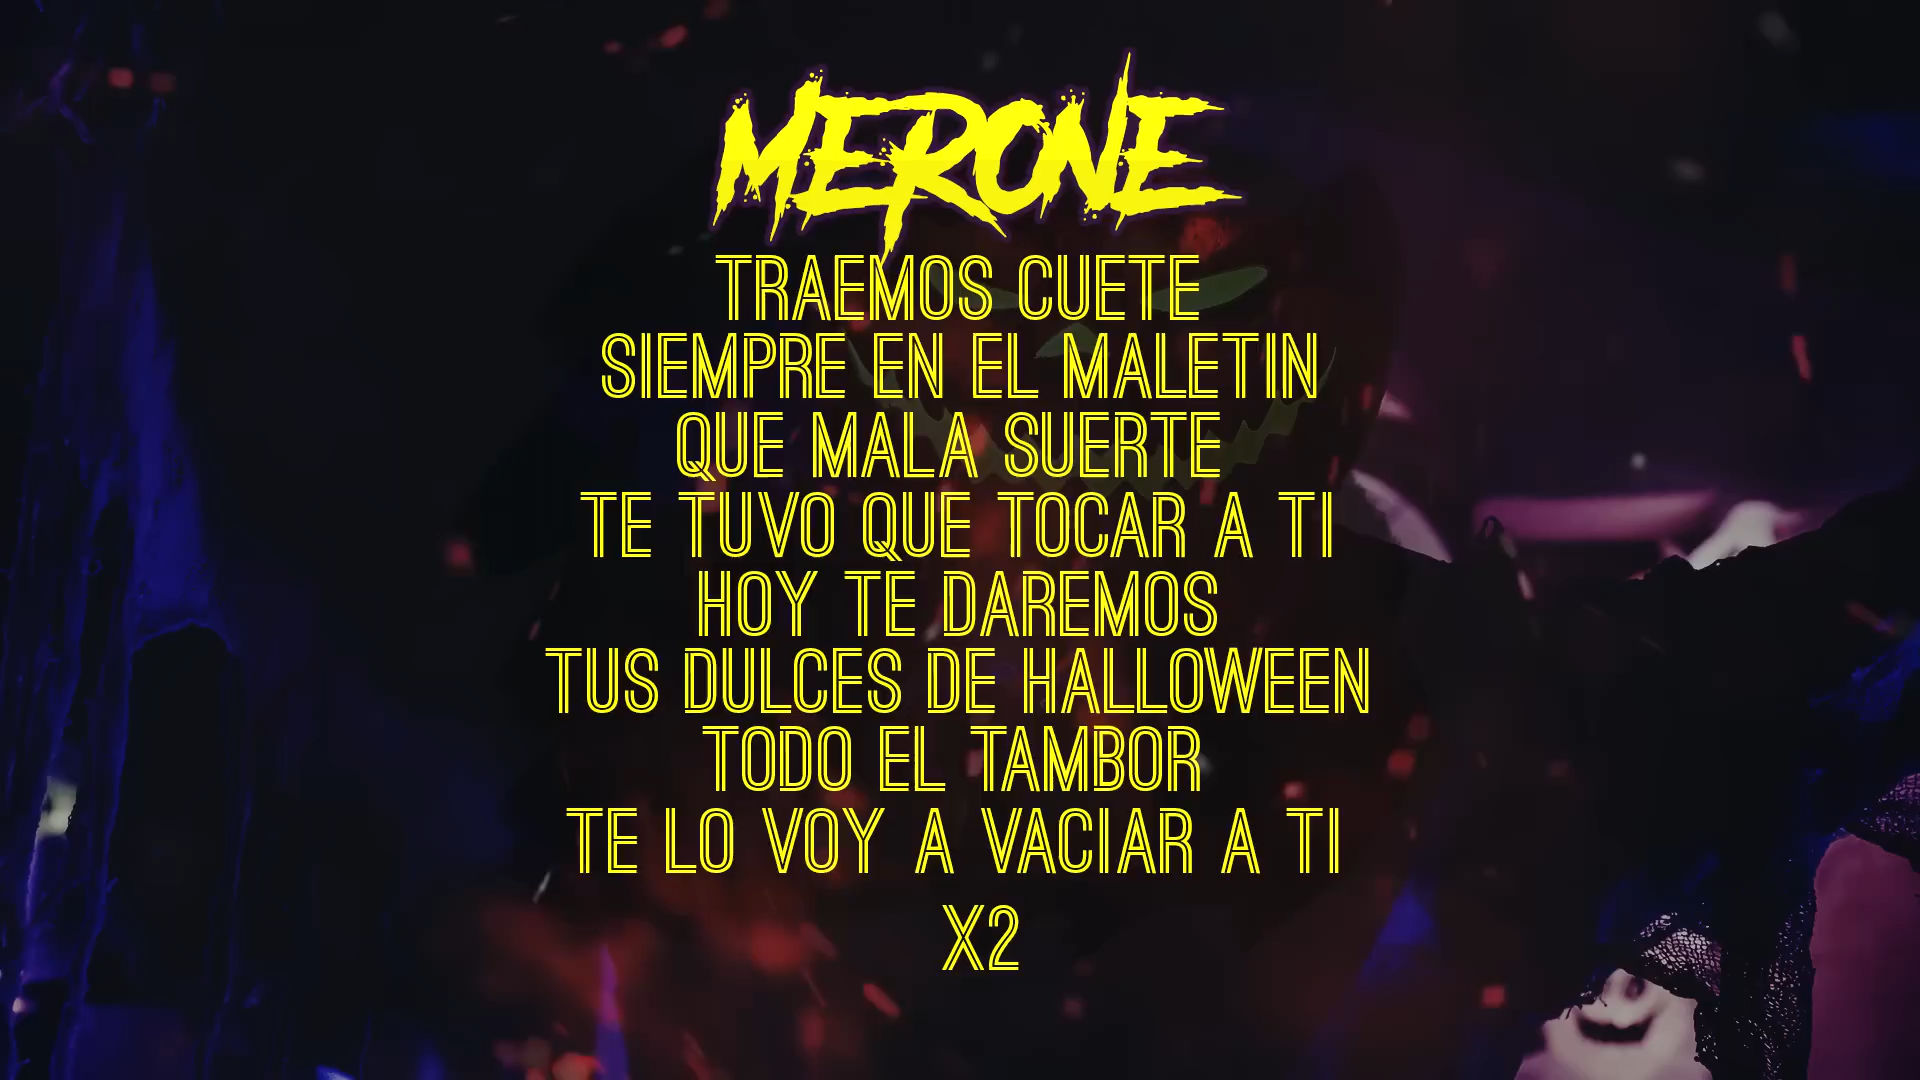 MERONE
TRAEMOS CUETE
SIEMPRE EN EL MALETIN
QUE MALA SUERTE
TE TUVO QUE TOCAR A TI
HOY TE DAREMOS
TUS DULCES DE HALLOWEEN
TODO EL TAMBOR
TE LO VOY A VACIAR A TI
X2